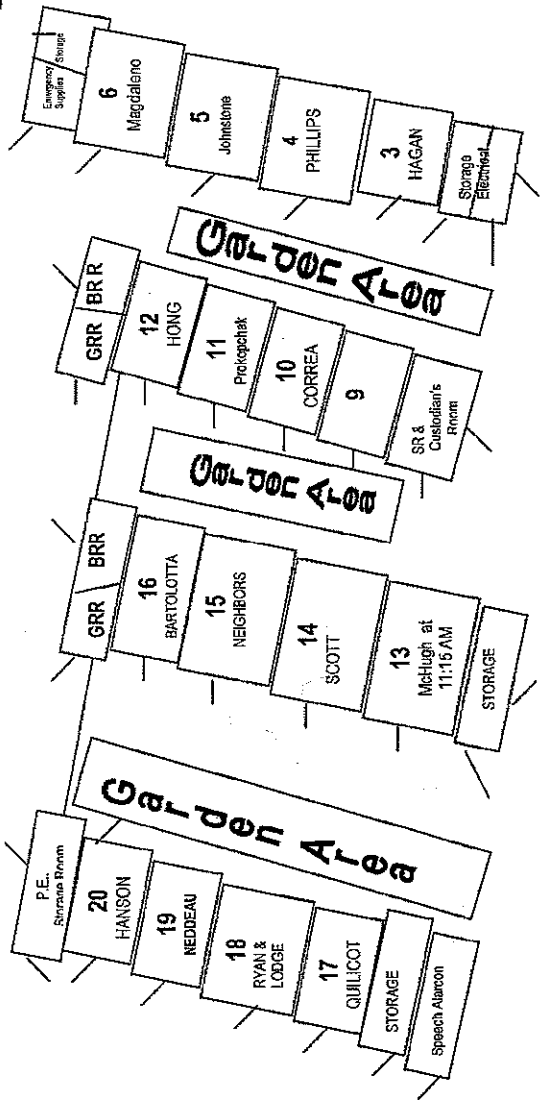 Emergency
Supplies
Storage
6
Magdaleno
5
Johnstone
4
PHILLIPS
3
HAGAN
Storage
Electrical
Garden Area
GRR
BRR
12
HONG
11
Prokopchak
10
CORREA
9
SR &
Custodian's
Room
Garden Area
GRR
BRR
16
BARTOLOTTA
15
NEIGHBORS
14
SCOTT
13
McHugh at
11:15 AM
STORAGE
Garden Area
P.E.
Storage Room
20
HANSON
19
NEDDEAU
18
RYAN &
LODGE
17
QUILICOT
STORAGE
Speech Alarcon